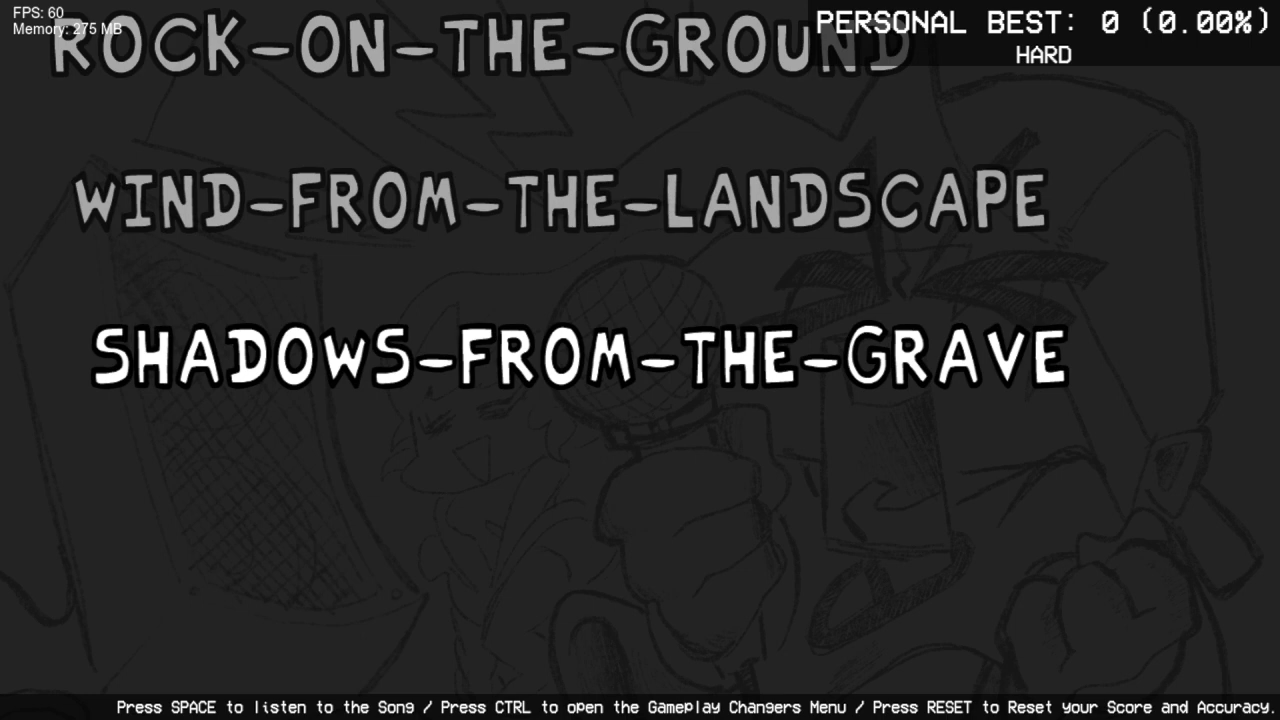 FPS: 60
Memory: 275 MB
PERSONAL BEST: 0 (0.00%)
HARD
ROCK-ON-THE-GROUND
WIND-FROM-THE-LANDSCAPE
SHADOWS-FROM-THE-GRAVE
Press SPACE to listen to the Song / Press CTRL to open the Gameplay Changers Menu / Press RESET to Reset your Score and Accuracy.